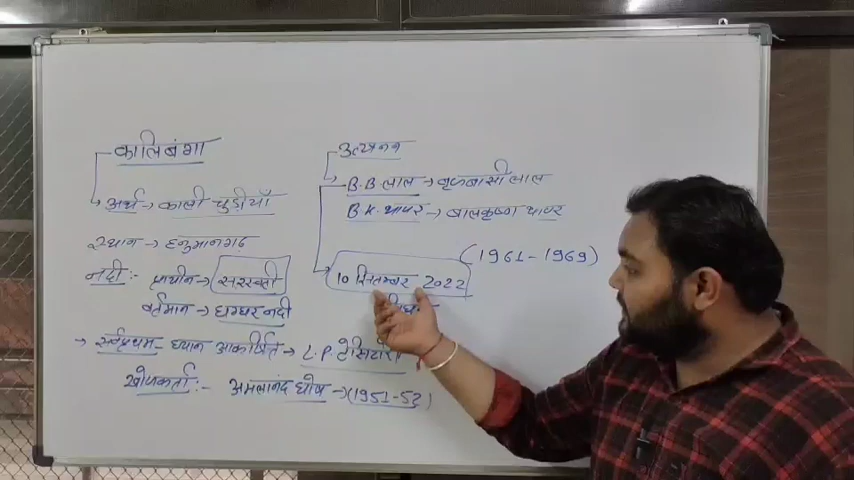 कालिबंगा
अर्थ → काली चुड़ीयाँ
स्थान → हनुमानगढ़
नदी :- प्राचीन → सरस्वती
वर्तमान → घग्घर नदी
→ सर्वप्रथम - ध्यान आकर्षित → L.P. टेसिटोरी
खोजकर्ता :- अमलानंद घोष → (1951-52)
उत्खनन
B.B लाल → बृजबासी लाल
B.K. थापर → बालकृष्ण थापर
(1961-1969)
10 सितम्बर 2022